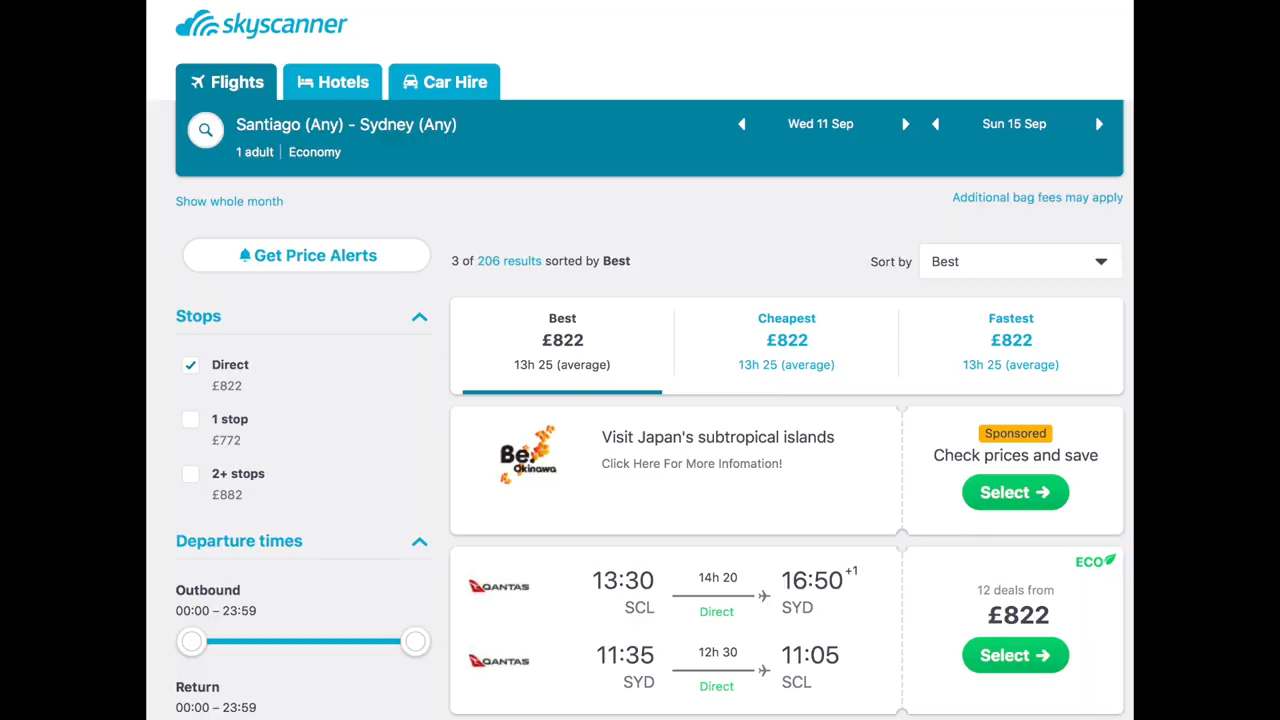 skyscanner
Flights
Hotels
Car Hire
Santiago (Any) - Sydney (Any)
Wed 11 Sep
Sun 15 Sep
1 adult | Economy
Show whole month
Additional bag fees may apply
Get Price Alerts
3 of 206 results sorted by Best
Sort by
Best
Stops
Direct
£822
1 stop
£772
2+ stops
£882
Departure times
Outbound
00:00 – 23:59
Return
00:00 – 23:59
Best
£822
13h 25 (average)
Cheapest
£822
13h 25 (average)
Fastest
£822
13h 25 (average)
Be. Okinawa
Visit Japan's subtropical islands
Click Here For More Infomation!
Sponsored
Check prices and save
Select
QANTAS
13:30
SCL
14h 20
Direct
16:50+1
SYD
QANTAS
11:35
SYD
12h 30
Direct
11:05
SCL
ECO
12 deals from
£822
Select